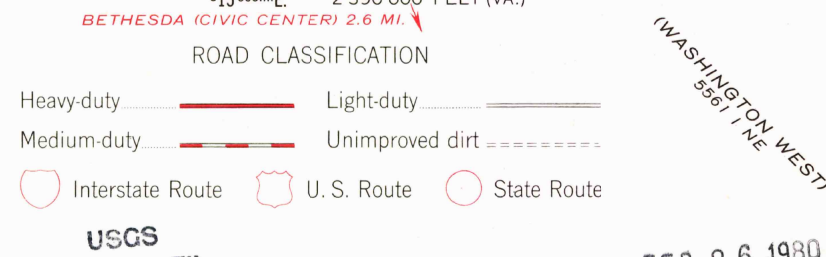 BETHESDA (CIVIC CENTER) 2.6 MI.
ROAD CLASSIFICATION
Heavy-duty Light-duty
Medium-duty Unimproved dirt
Interstate Route U. S. Route State Route
(WASHINGTON WEST)
5561 I NE
USGS
6 1980